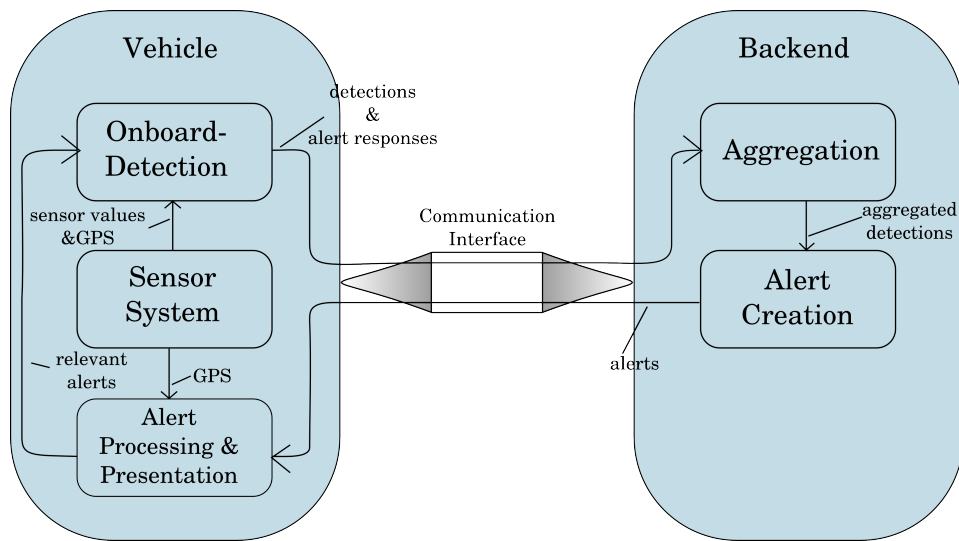 Vehicle
Backend
detections
&
alert responses
Onboard-
Detection
Aggregation
sensor values
&GPS
Communication
Interface
aggregated
detections
Sensor
System
Alert
Creation
relevant
alerts
GPS
alerts
Alert
Processing &
Presentation